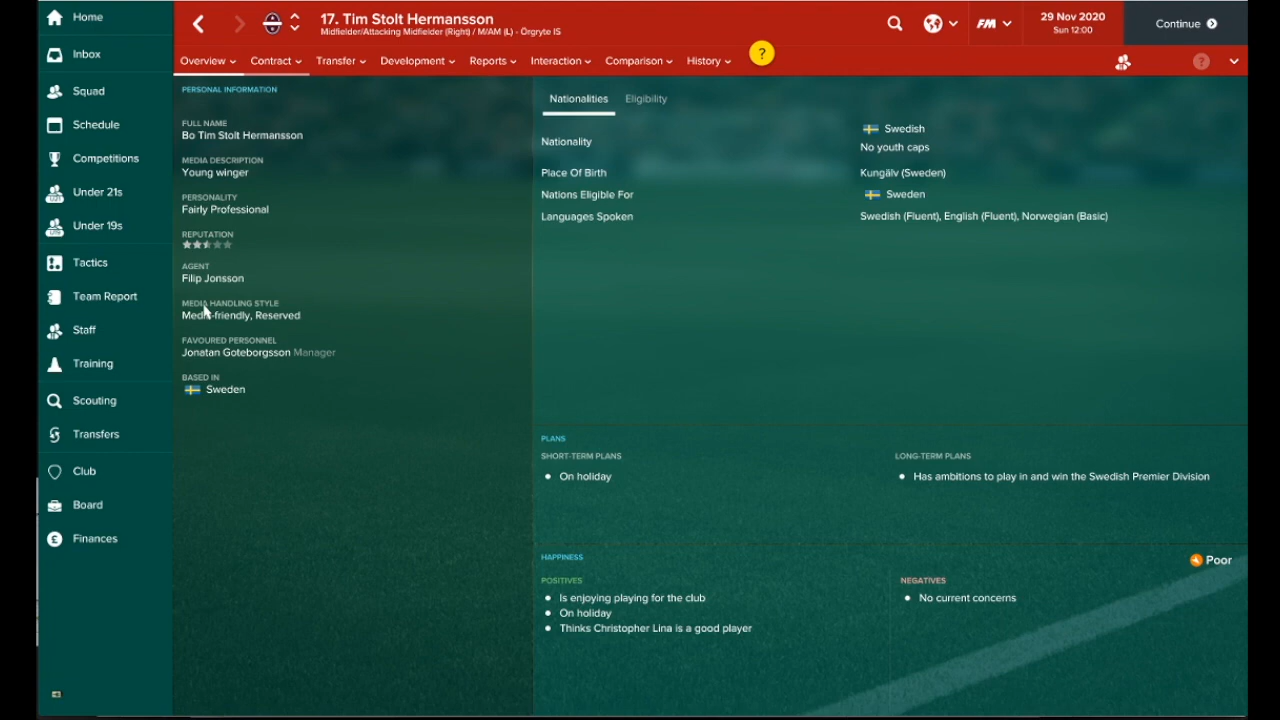 Home
Inbox
Squad
Schedule
Competitions
Under 21s
Under 19s
Tactics
Team Report
Staff
Training
Scouting
Transfers
Club
Board
Finances
17. Tim Stolt Hermansson
Midfielder/Attacking Midfielder (Right) / M/AM (L) - Örgryte IS
FM
29 Nov 2020
Sun 12:00
Continue
Overview Contract Transfer Development Reports Interaction Comparison History ? ?
PERSONAL INFORMATION
FULL NAME
Bo Tim Stolt Hermansson
MEDIA DESCRIPTION
Young winger
PERSONALITY
Fairly Professional
REPUTATION
AGENT
Filip Jonsson
MEDIA HANDLING STYLE
Media-friendly, Reserved
FAVOURED PERSONNEL
Jonatan Goteborgsson Manager
BASED IN
Sweden
Nationalities Eligibility
Nationality Swedish
No youth caps
Place Of Birth Kungälv (Sweden)
Nations Eligible For Sweden
Languages Spoken Swedish (Fluent), English (Fluent), Norwegian (Basic)
PLANS
SHORT-TERM PLANS
On holiday
LONG-TERM PLANS
Has ambitions to play in and win the Swedish Premier Division
HAPPINESS
Poor
POSITIVES
Is enjoying playing for the club
On holiday
Thinks Christopher Lina is a good player
NEGATIVES
No current concerns